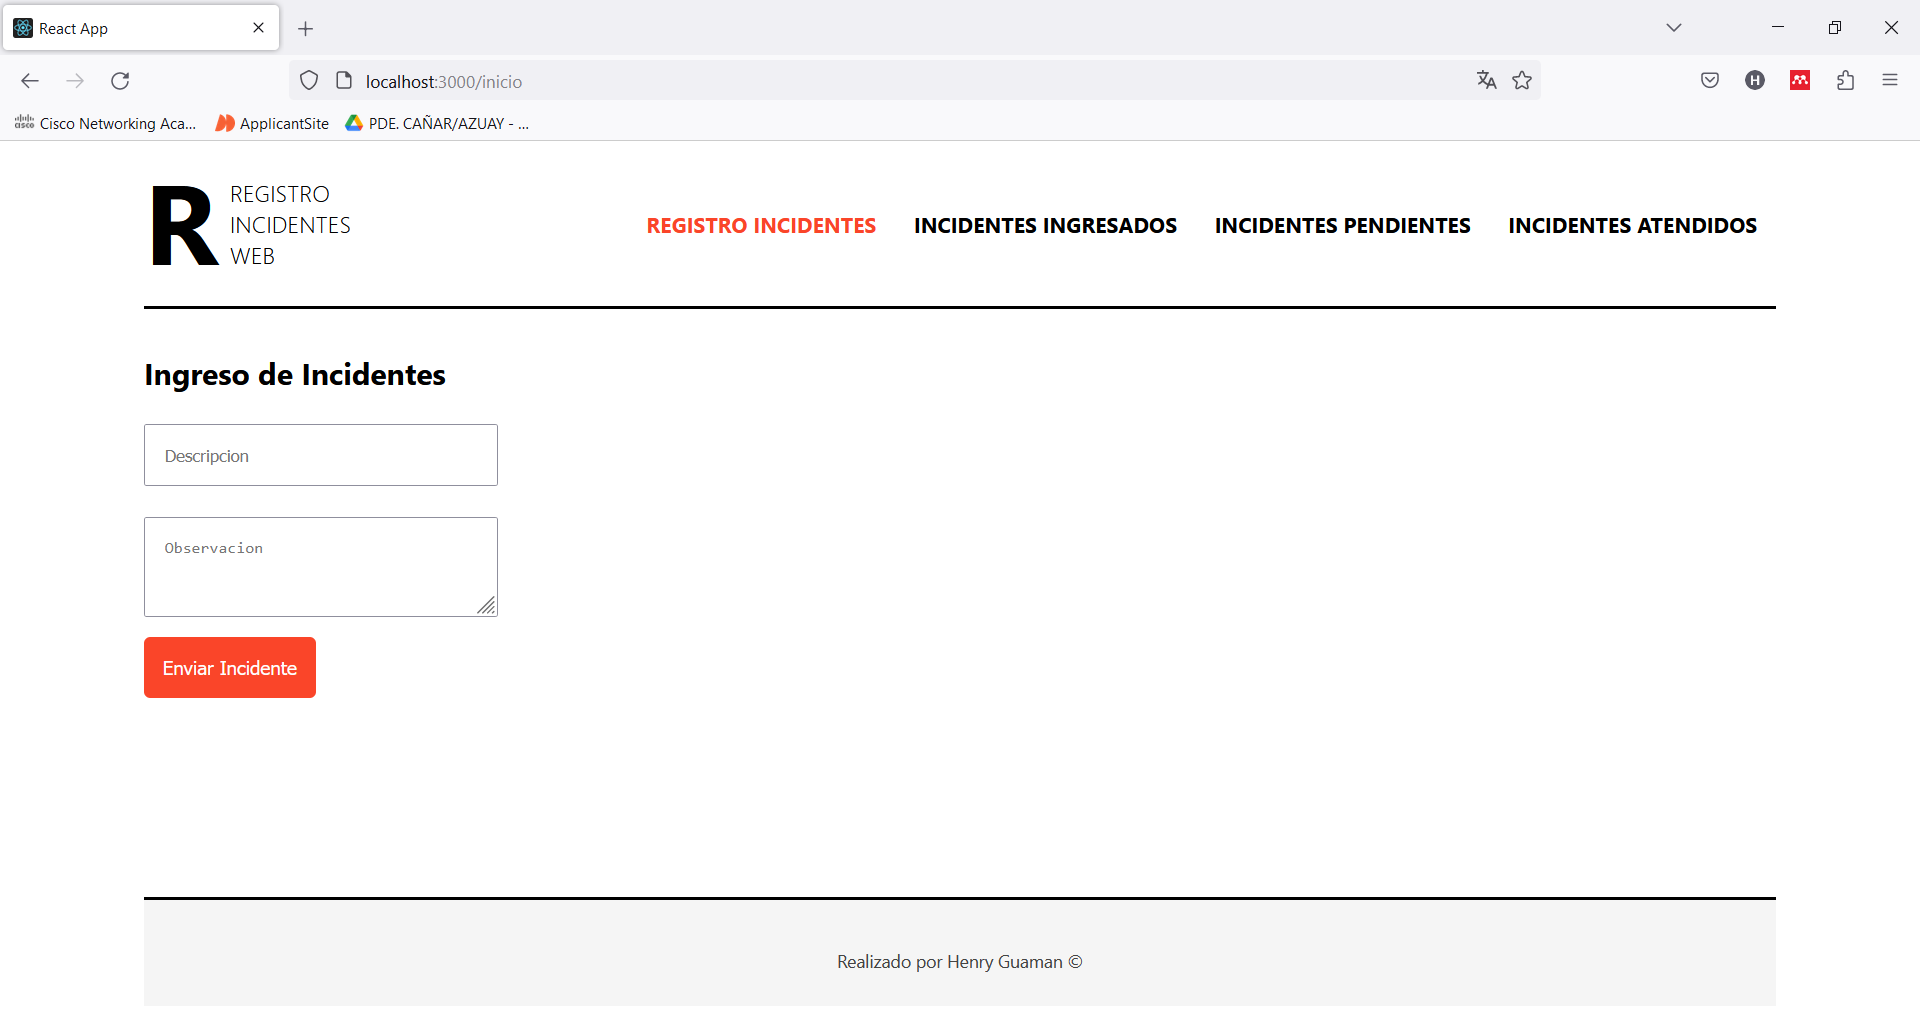 React App
localhost:3000/inicio
Cisco Networking Aca...
ApplicantSite
PDE. CAÑAR/AZUAY - ...
R
REGISTRO
INCIDENTES
WEB
REGISTRO INCIDENTES
INCIDENTES INGRESADOS
INCIDENTES PENDIENTES
INCIDENTES ATENDIDOS
Ingreso de Incidentes
Descripcion
Observacion
Enviar Incidente
Realizado por Henry Guaman ©